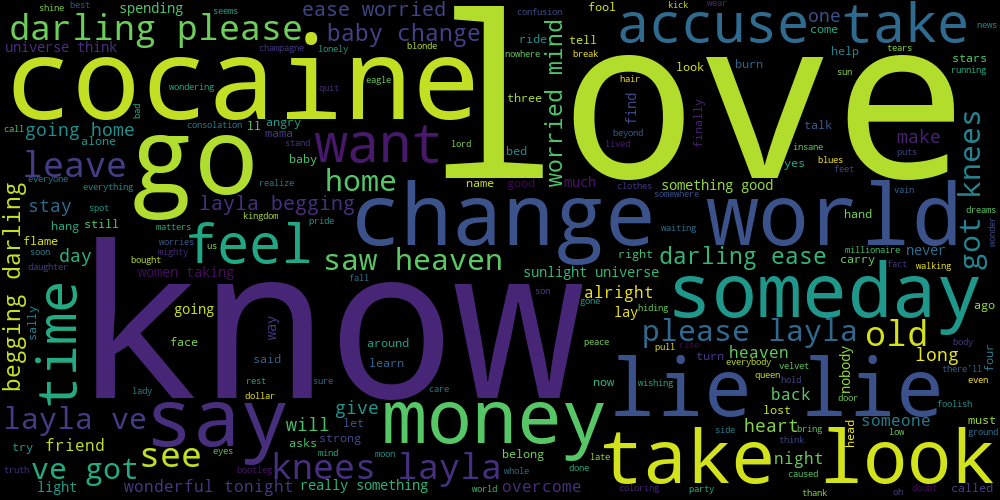 shine best spending seems ease worried fool kick wear
darling please baby change confusion accuse take
universe think champagne blonde lonely ride tell one come news
cocaine love
nowhere break help tears
wondering eagle look burn stars
hair sun running
bad quit three worried mind find
call going home consolation ll angry lord beyond talk
alone mama stand want finally insane make
leave go baby bed lived yes blues puts
everyone realize home name good much clothes something good feet got knees
everything somewhere vain
stay spot layla begging change world hand dreams
hang still matters kingdom pride waiting wonder
flame worries us feel right darling ease never
soon day mighty saw heaven carry millionaire
daughter bought women taking sunlight universe fact walking
begging darling time know fall son gone alright someday
sally going way lay hiding ago
face said around peace please layla old body
learn pull rise turn heaven long
lady rest sure care now everybody velvet nobody four there'll
dollar wishing queen hold back door even
layla ve say will give money lie lie
let lost foolish
try friend asks strong belong side heart bring someone must
truth see eyes mind moon done late think head low ground
ve got bootleg knees layla whole take look night caused
light wonderful tonight really something world overcome coloring party thank oh doubt called